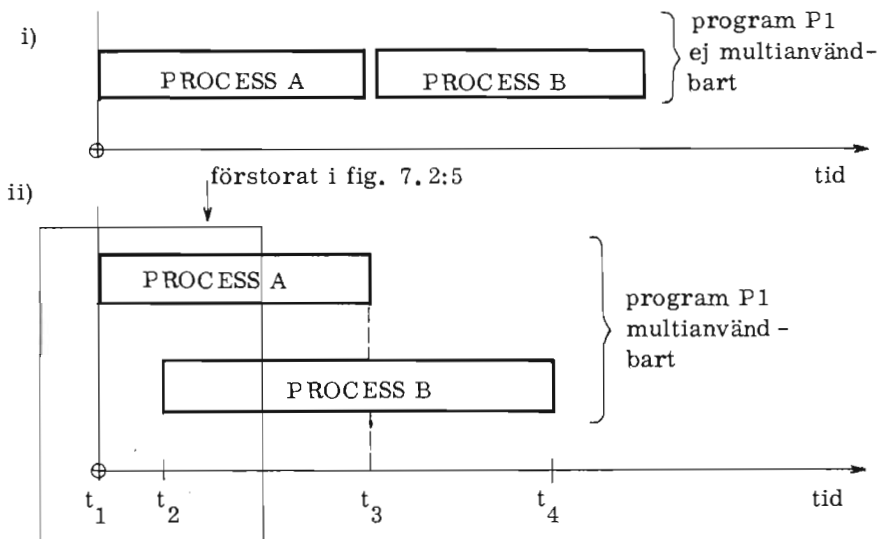 i)
PROCESS A
PROCESS B
program P1
ej multianvänd-
bart
tid
förstorat i fig. 7.2:5
ii)
PROCESS A
PROCESS B
program P1
multianvänd-
bart
t1
t2
t3
t4
tid